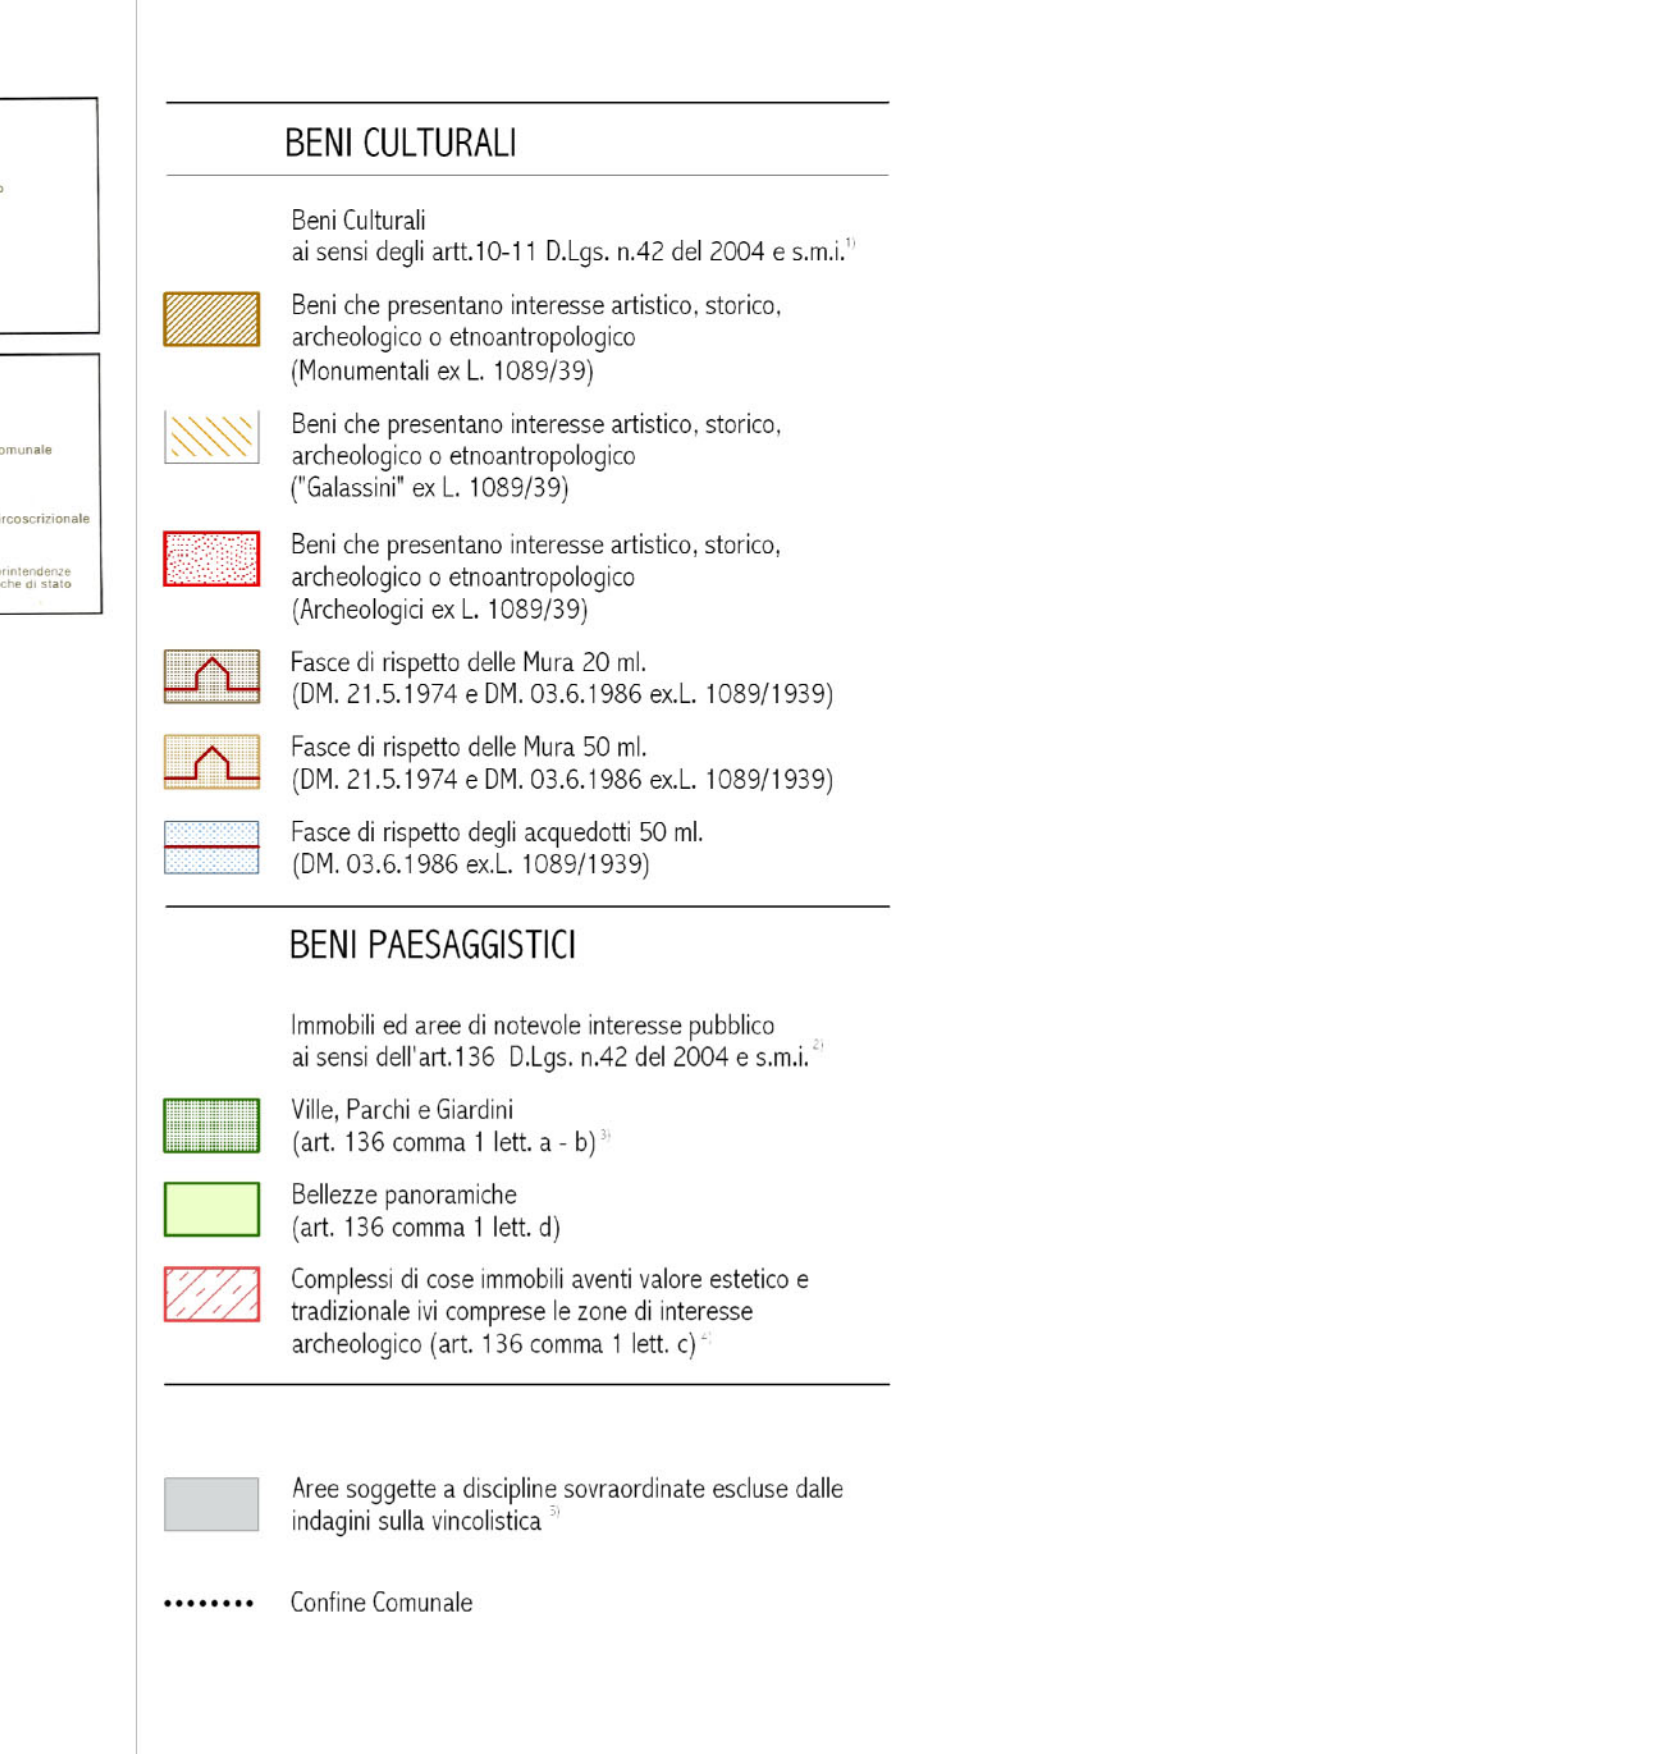 omunale
rcoscrizionale
rintendenze
che di stato
BENI CULTURALI
Beni Culturali
ai sensi degli artt.10-11 D.Lgs. n.42 del 2004 e s.m.i.1)
Beni che presentano interesse artistico, storico,
archeologico o etnoantropologico
(Monumentali ex L. 1089/39)
Beni che presentano interesse artistico, storico,
archeologico o etnoantropologico
("Galassini" ex L. 1089/39)
Beni che presentano interesse artistico, storico,
archeologico o etnoantropologico
(Archeologici ex L. 1089/39)
Fasce di rispetto delle Mura 20 ml.
(DM. 21.5.1974 e DM. 03.6.1986 ex.L. 1089/1939)
Fasce di rispetto delle Mura 50 ml.
(DM. 21.5.1974 e DM. 03.6.1986 ex.L. 1089/1939)
Fasce di rispetto degli acquedotti 50 ml.
(DM. 03.6.1986 ex.L. 1089/1939)
BENI PAESAGGISTICI
Immobili ed aree di notevole interesse pubblico
ai sensi dell'art.136 D.Lgs. n.42 del 2004 e s.m.i.2)
Ville, Parchi e Giardini
(art. 136 comma 1 lett. a - b)3)
Bellezze panoramiche
(art. 136 comma 1 lett. d)
Complessi di cose immobili aventi valore estetico e
tradizionale ivi comprese le zone di interesse
archeologico (art. 136 comma 1 lett. c)4)
Aree soggette a discipline sovraordinate escluse dalle
indagini sulla vincolistica 5)
Confine Comunale